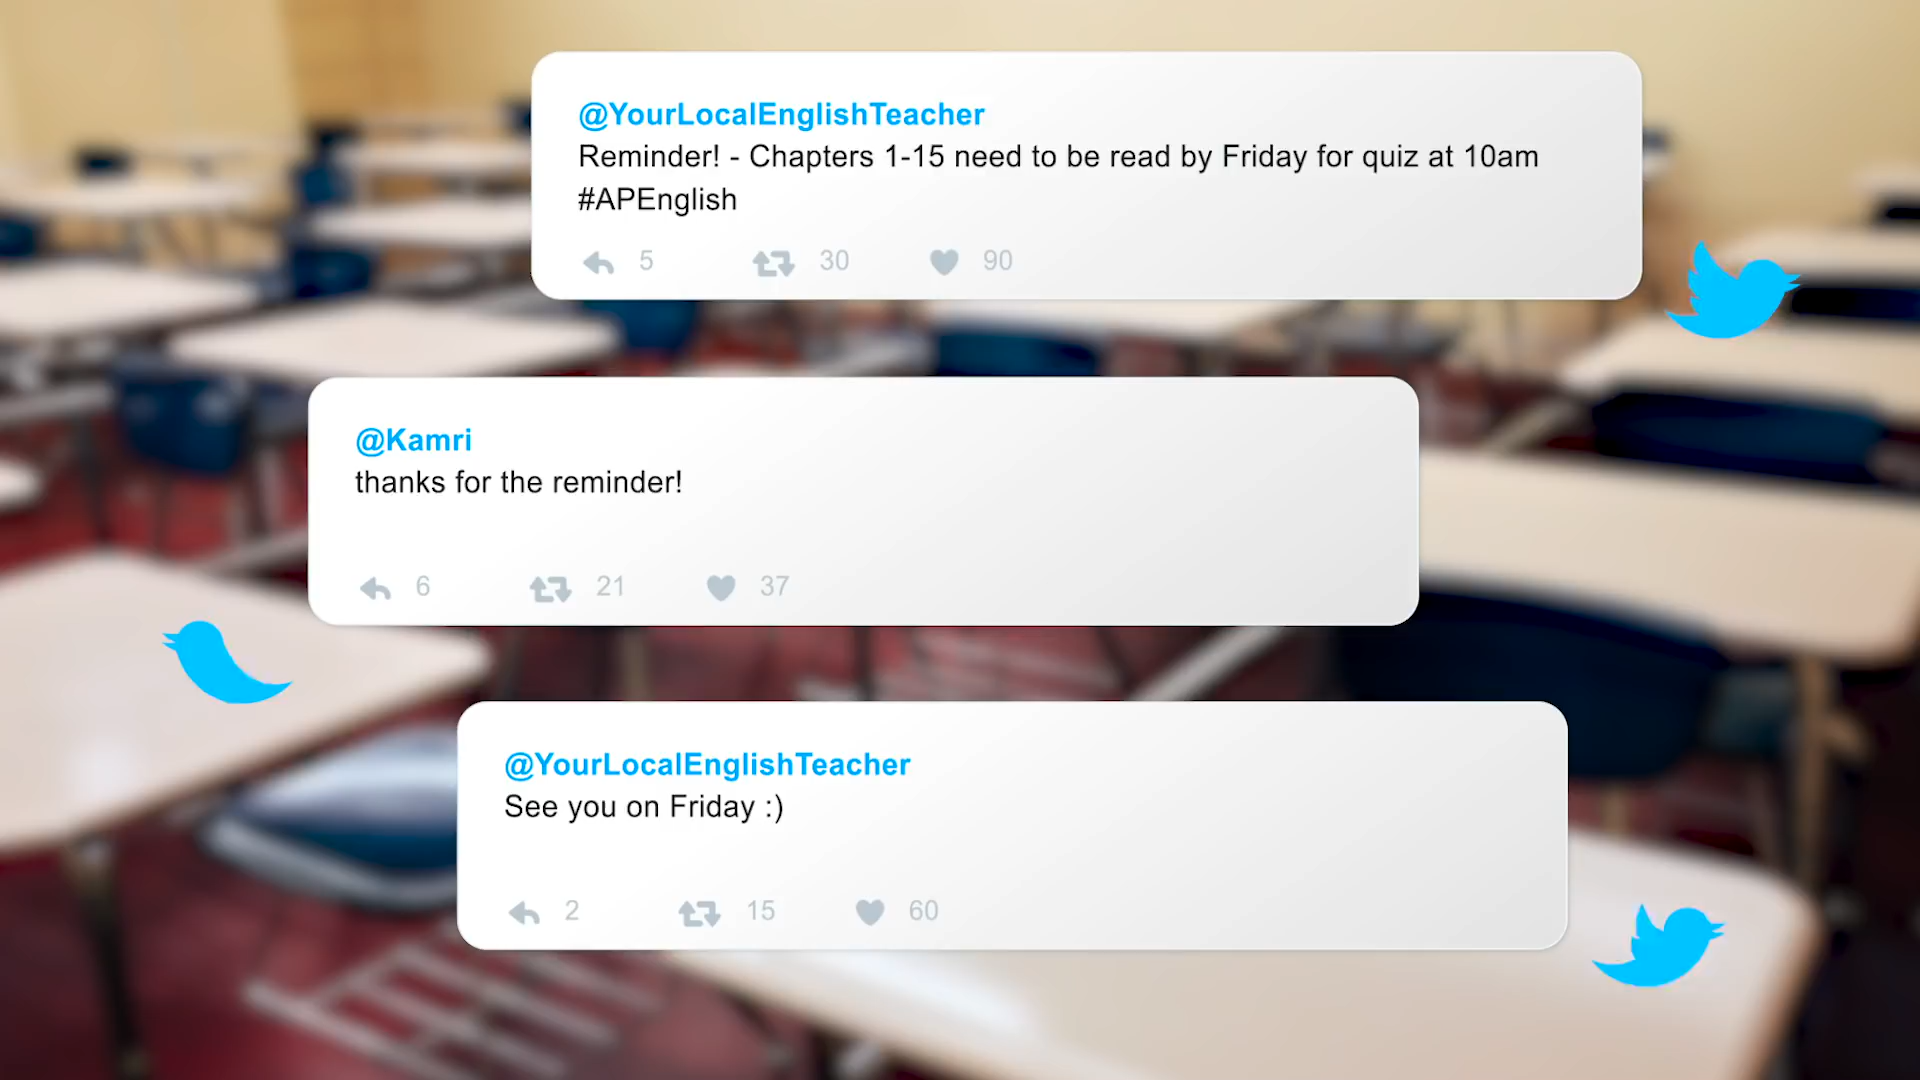 @YourLocalEnglishTeacher
Reminder! - Chapters 1-15 need to be read by Friday for quiz at 10am
#APEnglish
5 30 90
@Kamri
thanks for the reminder!
6 21 37
@YourLocalEnglishTeacher
See you on Friday :)
2 15 60